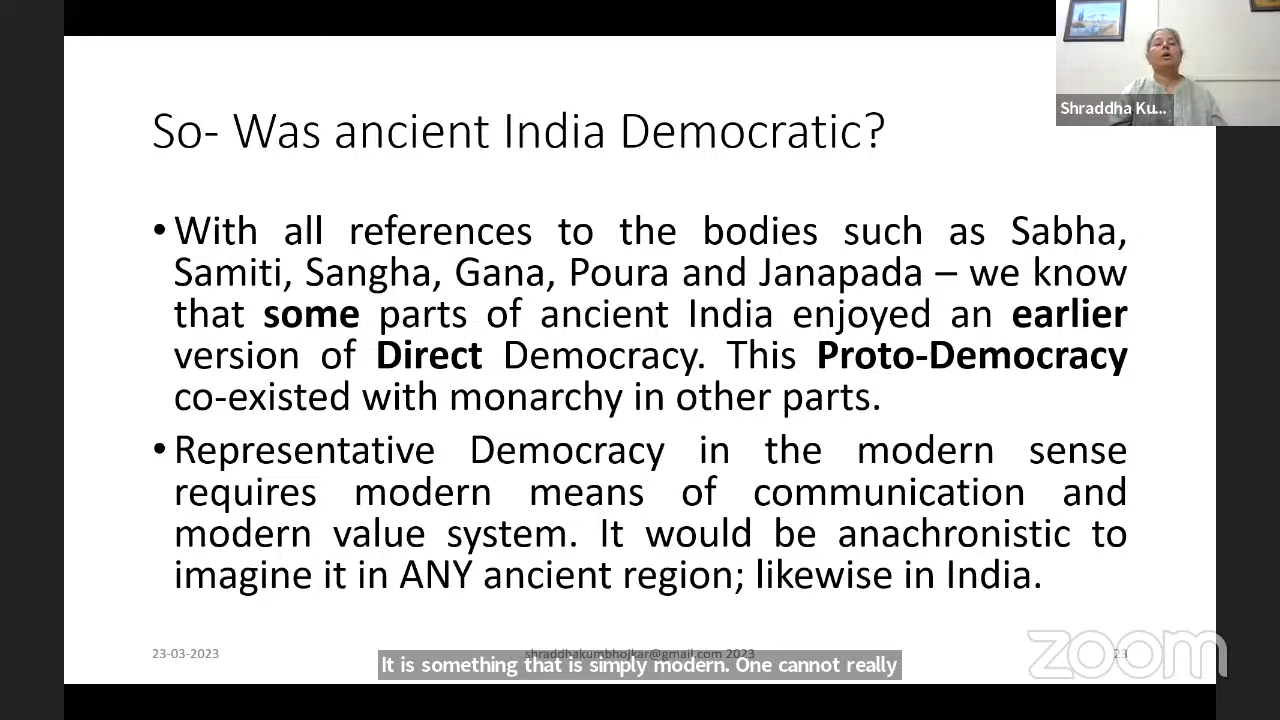 Shraddha Ku...
So- Was ancient India Democratic?
• With all references to the bodies such as Sabha,
Samiti, Sangha, Gana, Poura and Janapada – we know
that some parts of ancient India enjoyed an earlier
version of Direct Democracy. This Proto-Democracy
co-existed with monarchy in other parts.
• Representative Democracy in the modern sense
requires modern means of communication and
modern value system. It would be anachronistic to
imagine it in ANY ancient region; likewise in India.
23-03-2023
shraddhakumbhojkar@gmail.com 2023
23
zoom
It is something that is simply modern. One cannot really